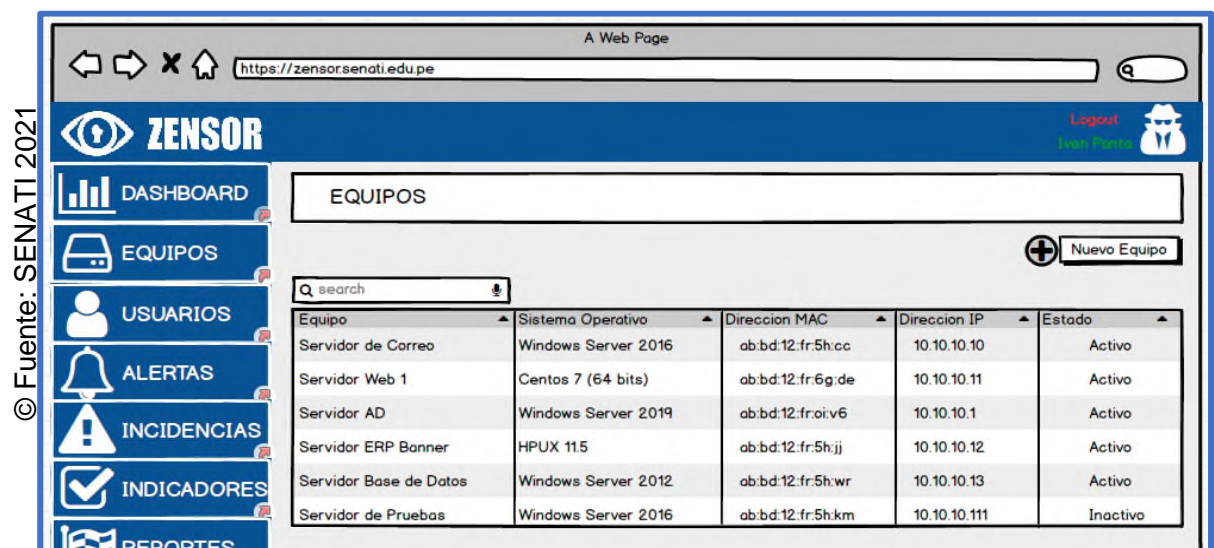 A Web Page
https://zensor.senati.edu.pe
© Fuente: SENATI 2021
ZENSOR
Logout
Ivan Ponta
DASHBOARD
EQUIPOS
USUARIOS
ALERTAS
INCIDENCIAS
INDICADORES
REPORTES
EQUIPOS
Nuevo Equipo
search
Equipo Sistema Operativo Direccion MAC Direccion IP Estado
Servidor de Correo Windows Server 2016 ab:bd:12:fr:5h:cc 10.10.10.10 Activo
Servidor Web 1 Centos 7 (64 bits) ab:bd:12:fr:6g:de 10.10.10.11 Activo
Servidor AD Windows Server 2019 ab:bd:12:fr:oi:v6 10.10.10.1 Activo
Servidor ERP Banner HPUX 11.5 ab:bd:12:fr:5h:jj 10.10.10.12 Activo
Servidor Base de Datos Windows Server 2012 ab:bd:12:fr:5h:wr 10.10.10.13 Activo
Servidor de Pruebas Windows Server 2016 ab:bd:12:fr:5h:km 10.10.10.111 Inactivo